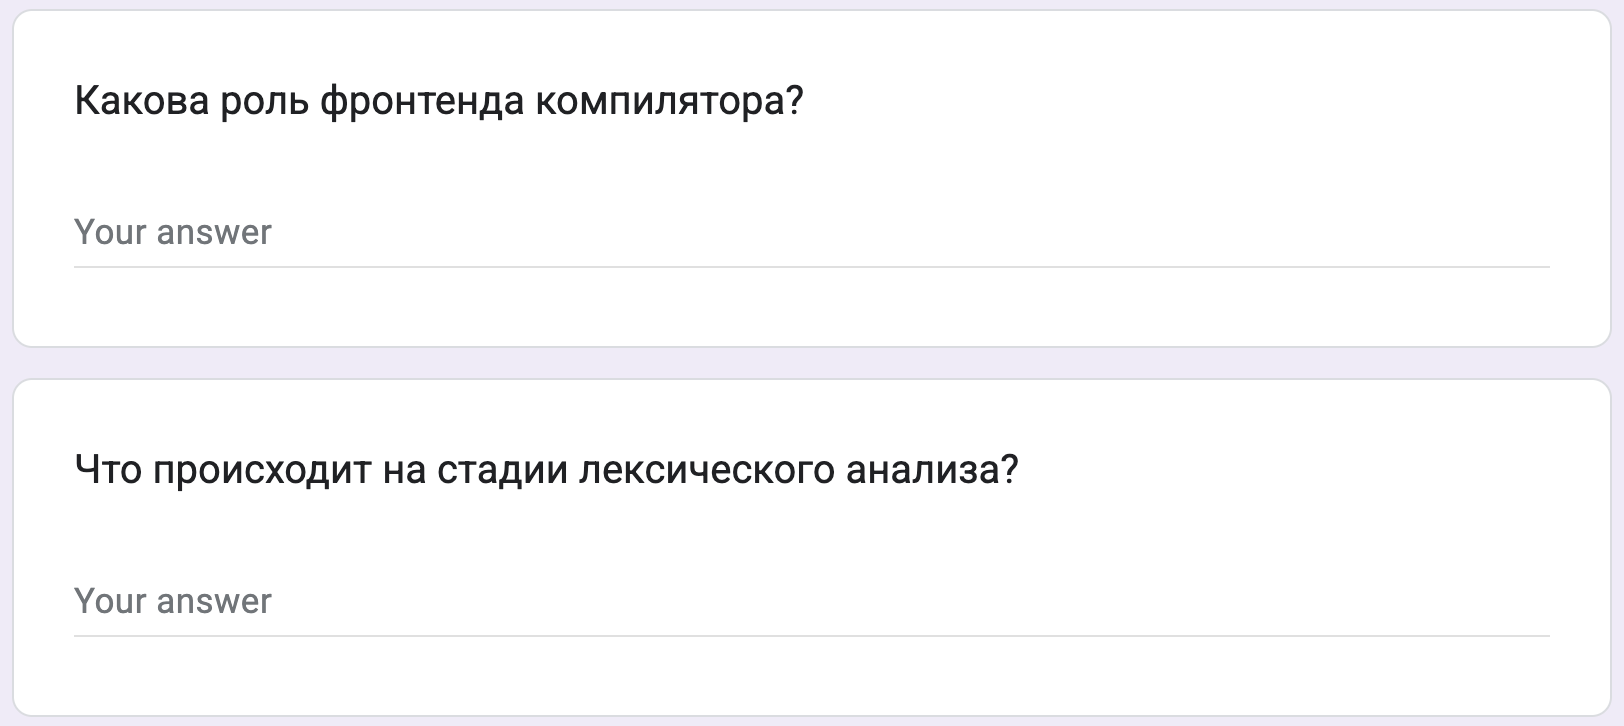 Какова роль фронтенда компилятора?
Your answer
Что происходит на стадии лексического анализа?
Your answer